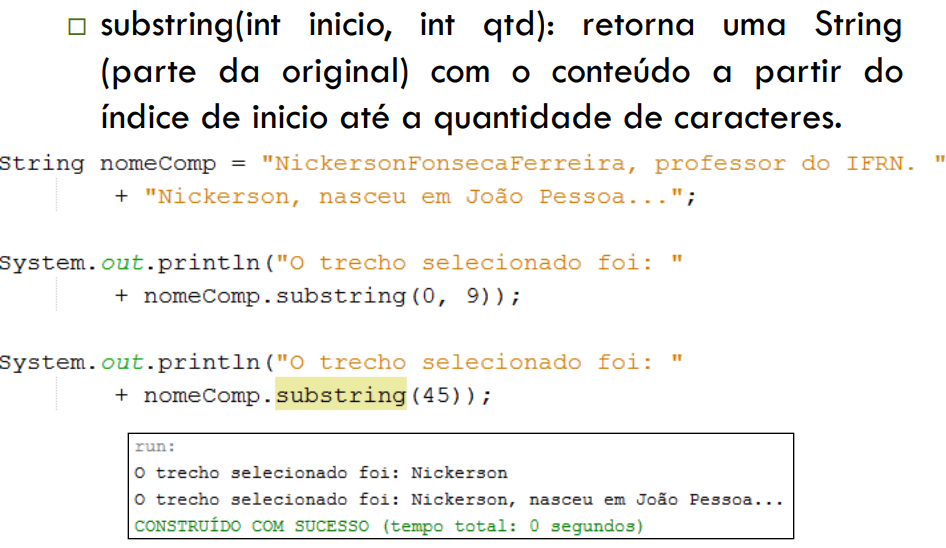 substring(int inicio, int qtd): retorna uma String
(parte da original) com o conteúdo a partir do
índice de inicio até a quantidade de caracteres.
String nomeComp = "NickersonFonsecaFerreira, professor do IFRN. "
+ "Nickerson, nasceu em João Pessoa...";
System.out.println("O trecho selecionado foi: "
+ nomeComp.substring(0, 9));
System.out.println("O trecho selecionado foi: "
+ nomeComp.substring(45));
run:
O trecho selecionado foi: Nickerson
O trecho selecionado foi: Nickerson, nasceu em João Pessoa...
CONSTRUÍDO COM SUCESSO (tempo total: 0 segundos)